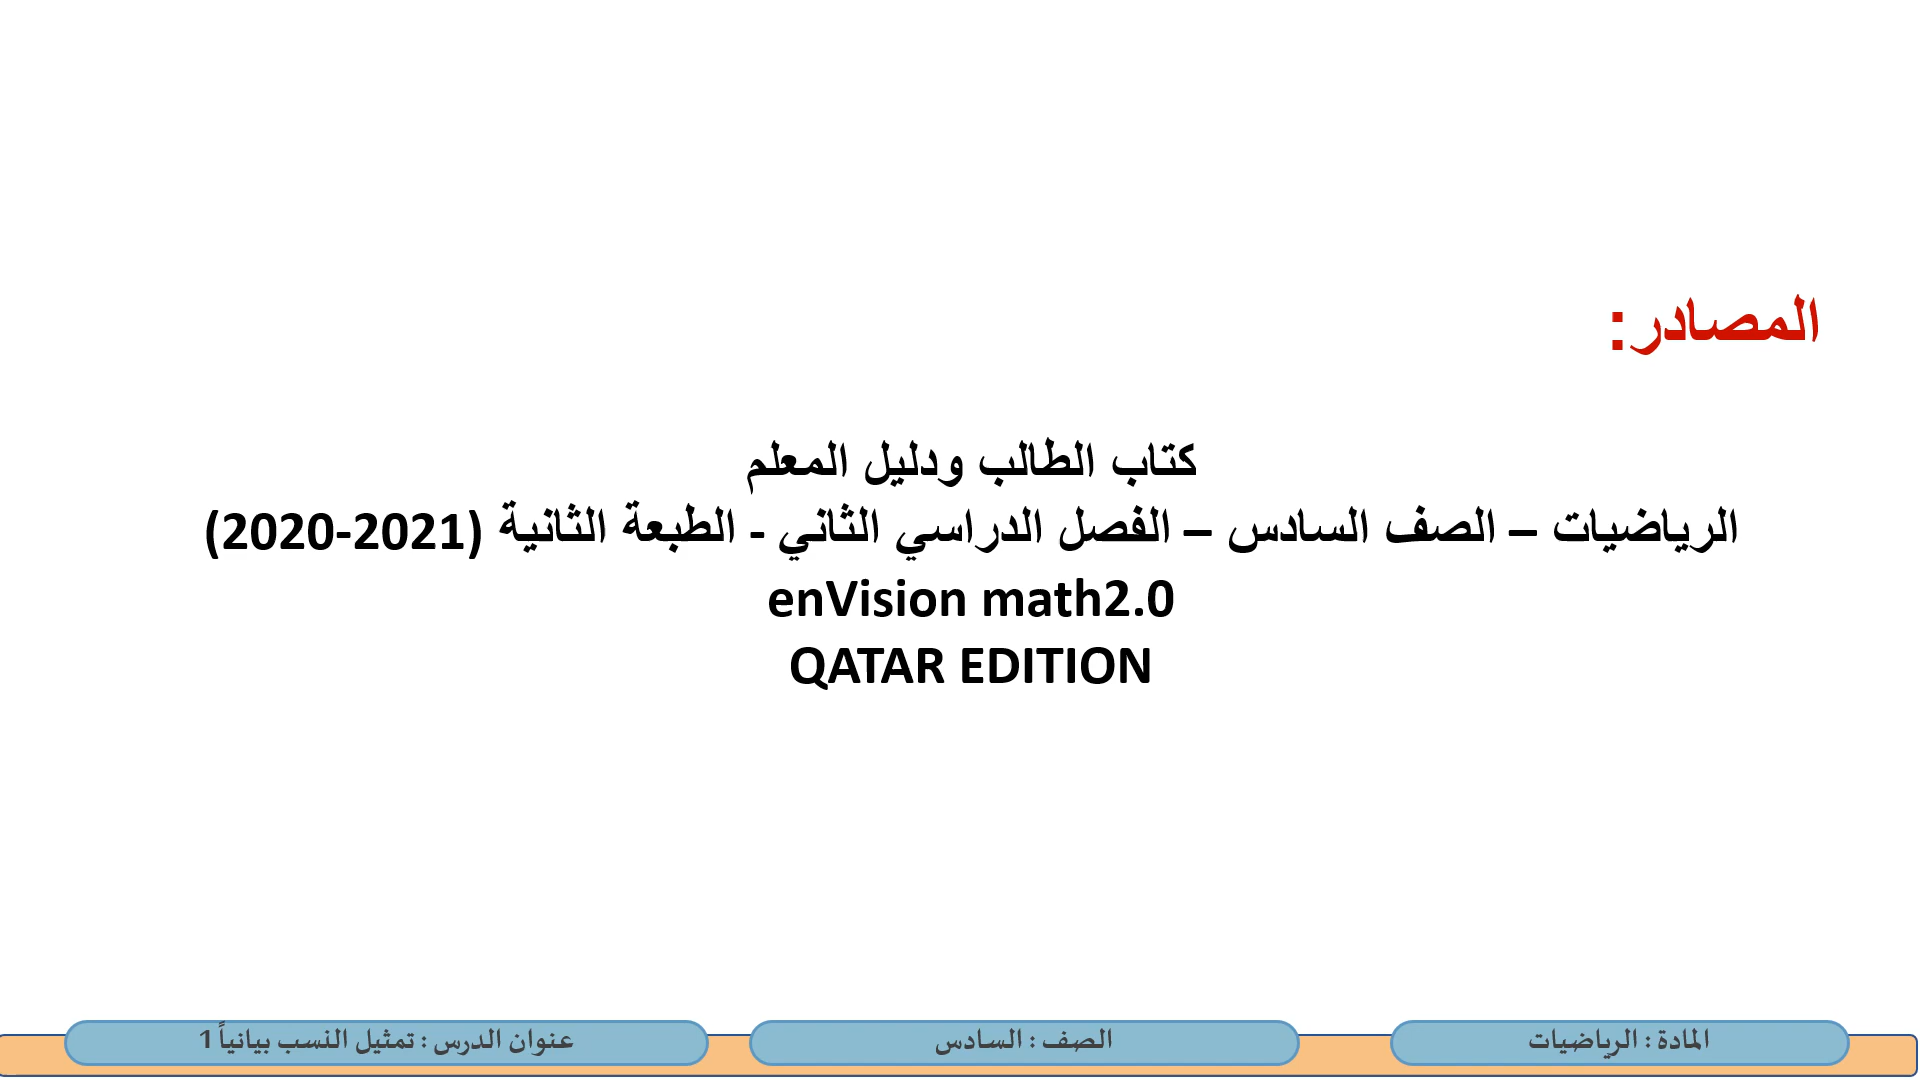 المصادر:
كتاب الطالب ودليل المعلم
الرياضيات – الصف السادس – الفصل الدراسي الثاني - الطبعة الثانية (2021-2020)
enVision math2.0
QATAR EDITION
المادة : الرياضيات
الصف : السادس
عنوان الدرس : تمثيل النسب بيانياً 1